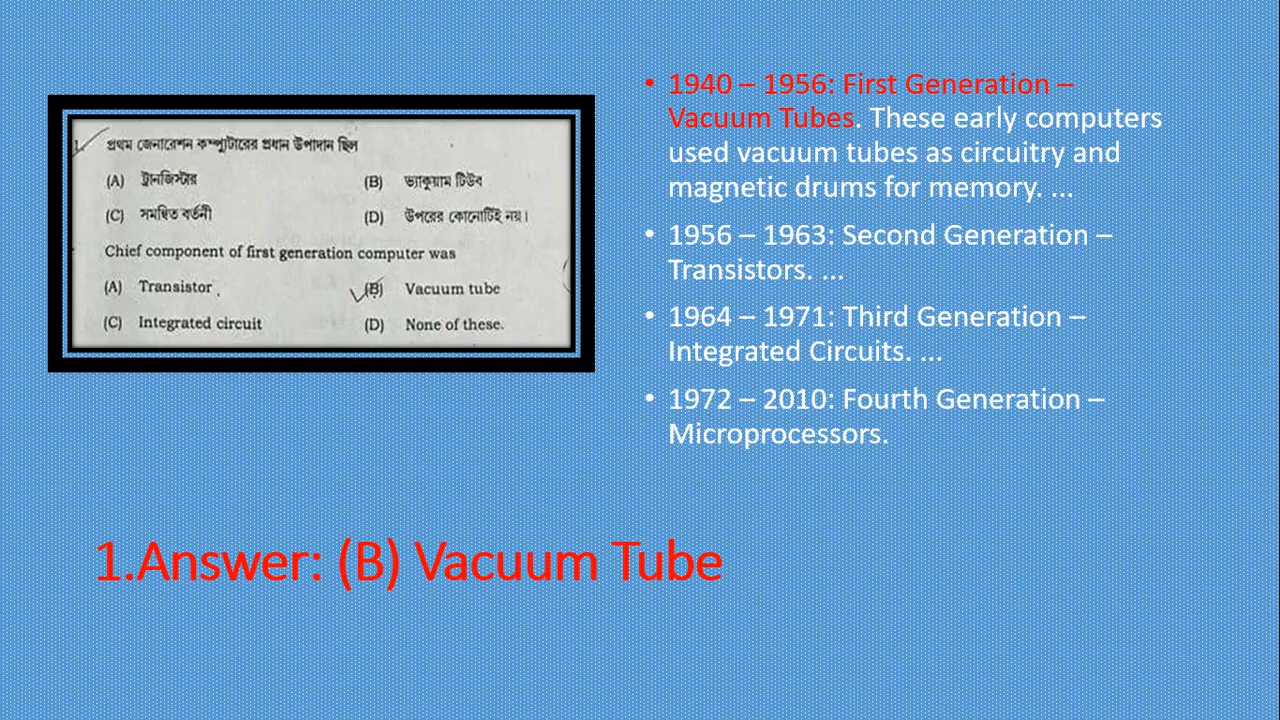 1. প্রথম জেনারেশন কম্প্যুটারের প্রধান উপাদান ছিল
(A) ট্রানজিস্টার (B) ভ্যাকুয়াম টিউব
(C) সমন্বিত বর্তনী (D) উপরের কোনোটিই নয়।
Chief component of first generation computer was
(A) Transistor (B) Vacuum tube
(C) Integrated circuit (D) None of these.
• 1940 – 1956: First Generation –
Vacuum Tubes. These early computers
used vacuum tubes as circuitry and
magnetic drums for memory. ...
• 1956 – 1963: Second Generation –
Transistors. ...
• 1964 – 1971: Third Generation –
Integrated Circuits. ...
• 1972 – 2010: Fourth Generation –
Microprocessors.
1.Answer: (B) Vacuum Tube